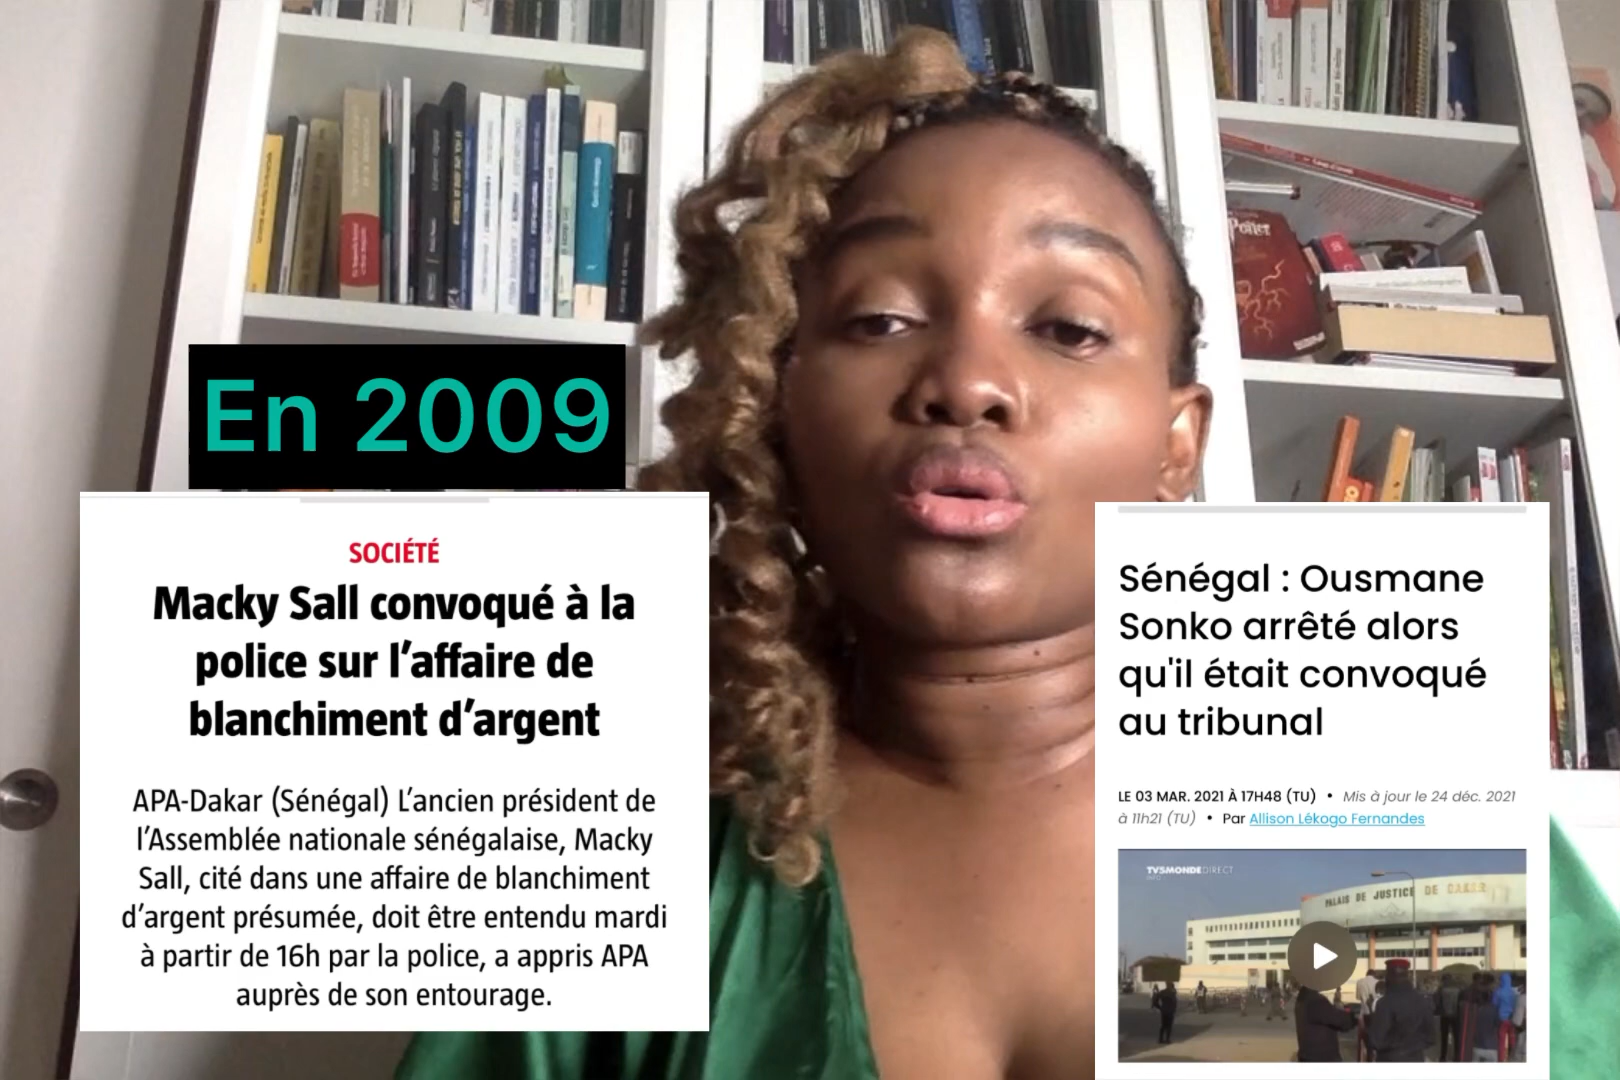 En 2009
SOCIÉTÉ
Macky Sall convoqué à la
police sur l’affaire de
blanchiment d’argent
APA-Dakar (Sénégal) L’ancien président de
l’Assemblée nationale sénégalaise, Macky
Sall, cité dans une affaire de blanchiment
d’argent présumée, doit être entendu mardi
à partir de 16h par la police, a appris APA
auprès de son entourage.
Sénégal : Ousmane
Sonko arrêté alors
qu'il était convoqué
au tribunal
LE 03 MAR. 2021 À 17H48 (TU) • Mis à jour le 24 déc. 2021
à 11h21 (TU) • Par Allison Lékogo Fernandes
TV5MONDE DIRECT
INFO
PALAIS DE JUSTICE DE DAKAR
Potter